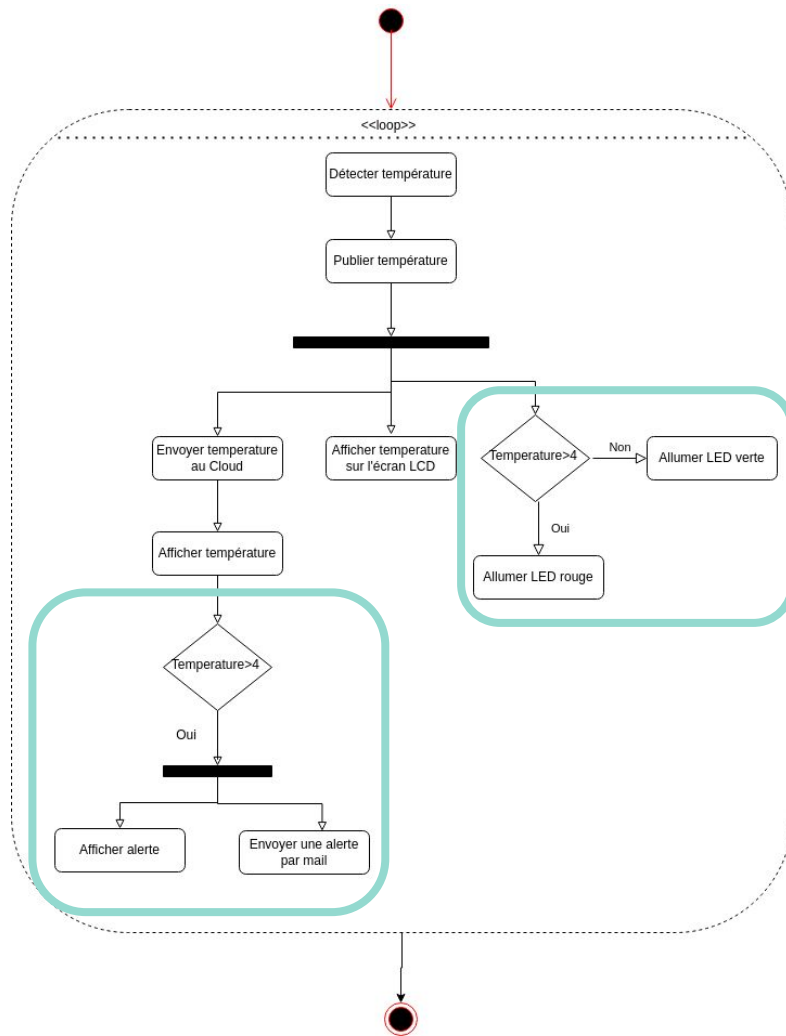 <<loop>>
Détecter température
Publier température
Envoyer temperature
au Cloud
Afficher temperature
sur l'écran LCD
Temperature>4
Non
Allumer LED verte
Oui
Allumer LED rouge
Afficher température
Temperature>4
Oui
Afficher alerte
Envoyer une alerte
par mail